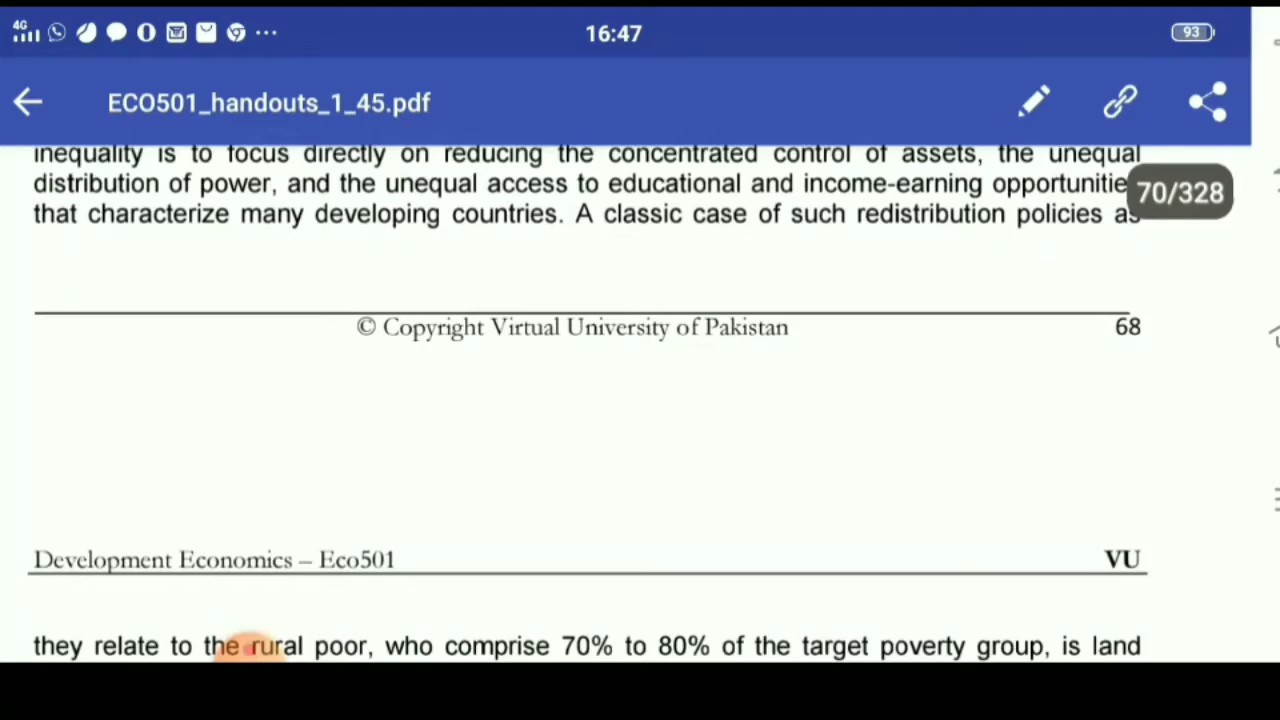 4G 16:47 93
ECO501_handouts_1_45.pdf
inequality is to focus directly on reducing the concentrated control of assets, the unequal
distribution of power, and the unequal access to educational and income-earning opportunitie
70/328
that characterize many developing countries. A classic case of such redistribution policies as
© Copyright Virtual University of Pakistan 68
Development Economics – Eco501 VU
they relate to the rural poor, who comprise 70% to 80% of the target poverty group, is land